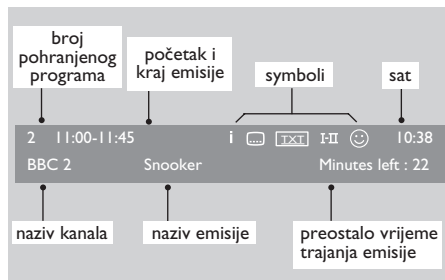 broj
pohranjenog
programa
početak i
kraj emisije
symboli
sat
2 11:00-11:45 i .... TXT I-II 10:38
BBC 2 Snooker Minutes left : 22
naziv kanala
naziv emisije
preostalo vrijeme
trajanja emisije